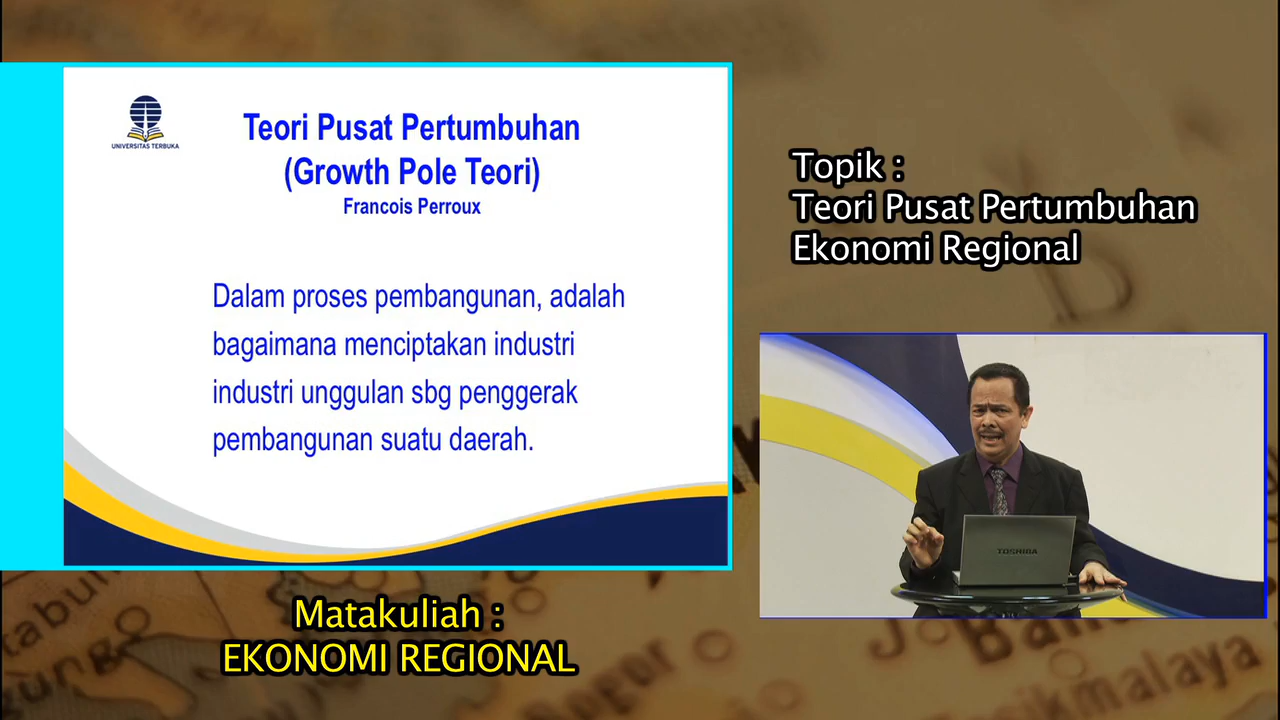 UNIVERSITAS TERBUKA
Teori Pusat Pertumbuhan
(Growth Pole Teori)
Francois Perroux
Dalam proses pembangunan, adalah
bagaimana menciptakan industri
industri unggulan sbg penggerak
pembangunan suatu daerah.
Topik :
Teori Pusat Pertumbuhan
Ekonomi Regional
TOSHIBA
Matakuliah :
EKONOMI REGIONAL
Tasikmalaya